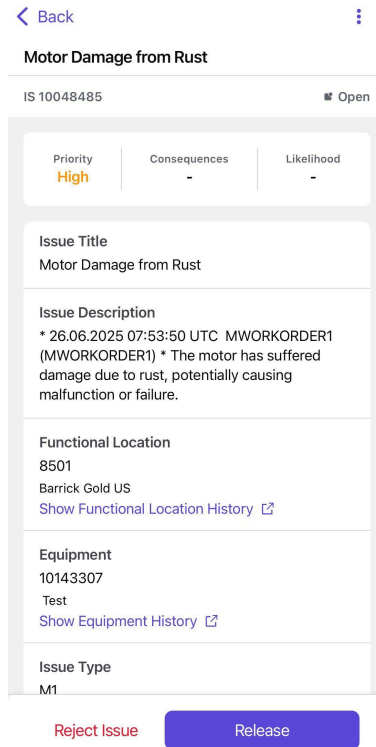 Back
Motor Damage from Rust
IS 10048485
Open
Priority
High
Consequences
-
Likelihood
-
Issue Title
Motor Damage from Rust
Issue Description
* 26.06.2025 07:53:50 UTC  MWORKORDER1
(MWORKORDER1) * The motor has suffered
damage due to rust, potentially causing
malfunction or failure.
Functional Location
8501
Barrick Gold US
Show Functional Location History
Equipment
10143307
Test
Show Equipment History
Issue Type
M1
Reject Issue
Release